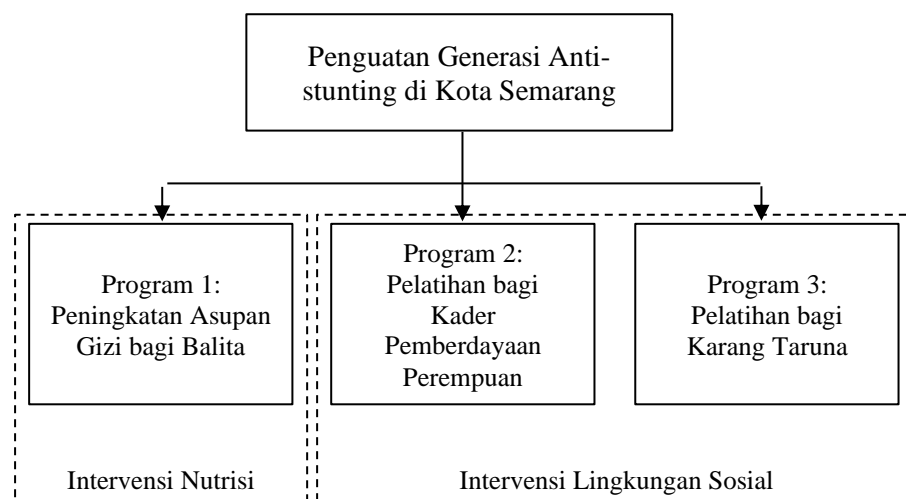 Penguatan Generasi Anti-
stunting di Kota Semarang
Program 1:
Peningkatan Asupan
Gizi bagi Balita
Program 2:
Pelatihan bagi
Kader
Pemberdayaan
Perempuan
Program 3:
Pelatihan bagi
Karang Taruna
Intervensi Nutrisi
Intervensi Lingkungan Sosial